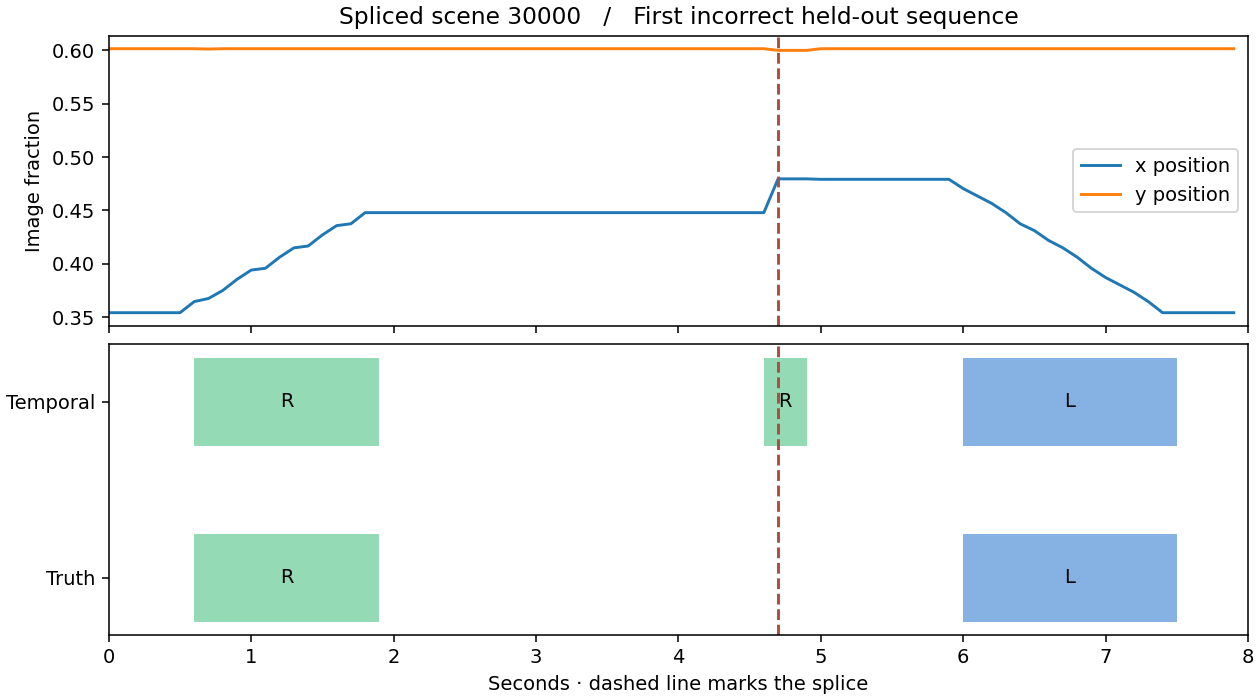 Spliced scene 30000 / First incorrect held-out sequence
Image fraction
0.60
0.55
0.50
0.45
0.40
0.35
x position
y position
Temporal
R
R
L
Truth
R
L
0 1 2 3 4 5 6 7 8
Seconds · dashed line marks the splice